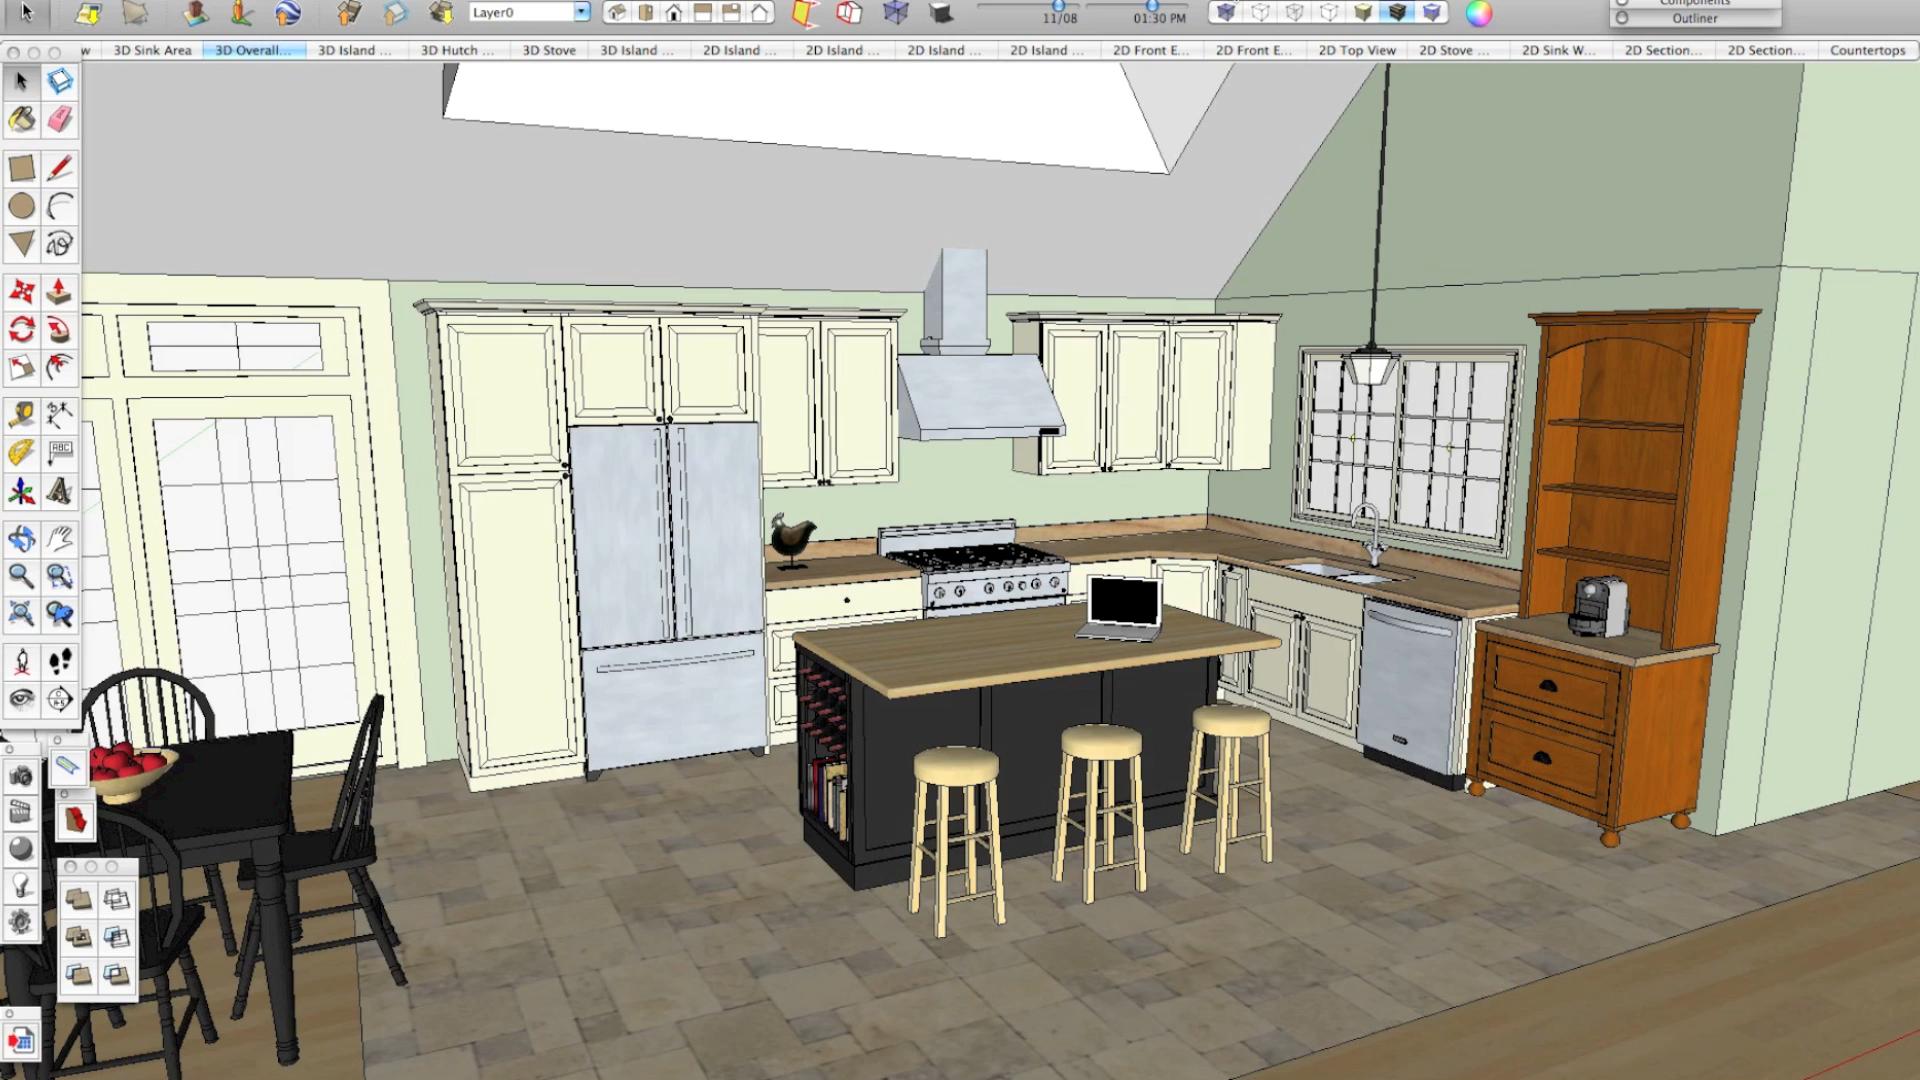 Layer0
11/08
01:30 PM
Components
Outliner
w
3D Sink Area
3D Overall...
3D Island ...
3D Hutch ...
3D Stove
3D Island ...
2D Island ...
2D Island ...
2D Island ...
2D Island ...
2D Front E...
2D Front E...
2D Top View
2D Stove ...
2D Sink W...
2D Section...
2D Section...
Countertops
ABC